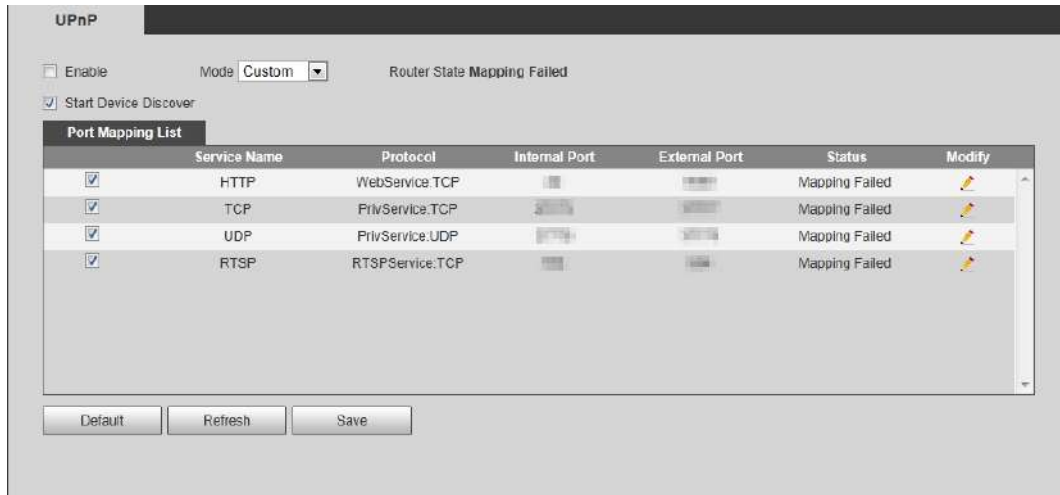 UPnP
Enable Mode Custom Router State Mapping Failed
Start Device Discover
Port Mapping List
Service Name Protocol Internal Port External Port Status Modify
HTTP WebService:TCP Mapping Failed
TCP PrivService:TCP Mapping Failed
UDP PrivService:UDP Mapping Failed
RTSP RTSPService:TCP Mapping Failed
Default Refresh Save